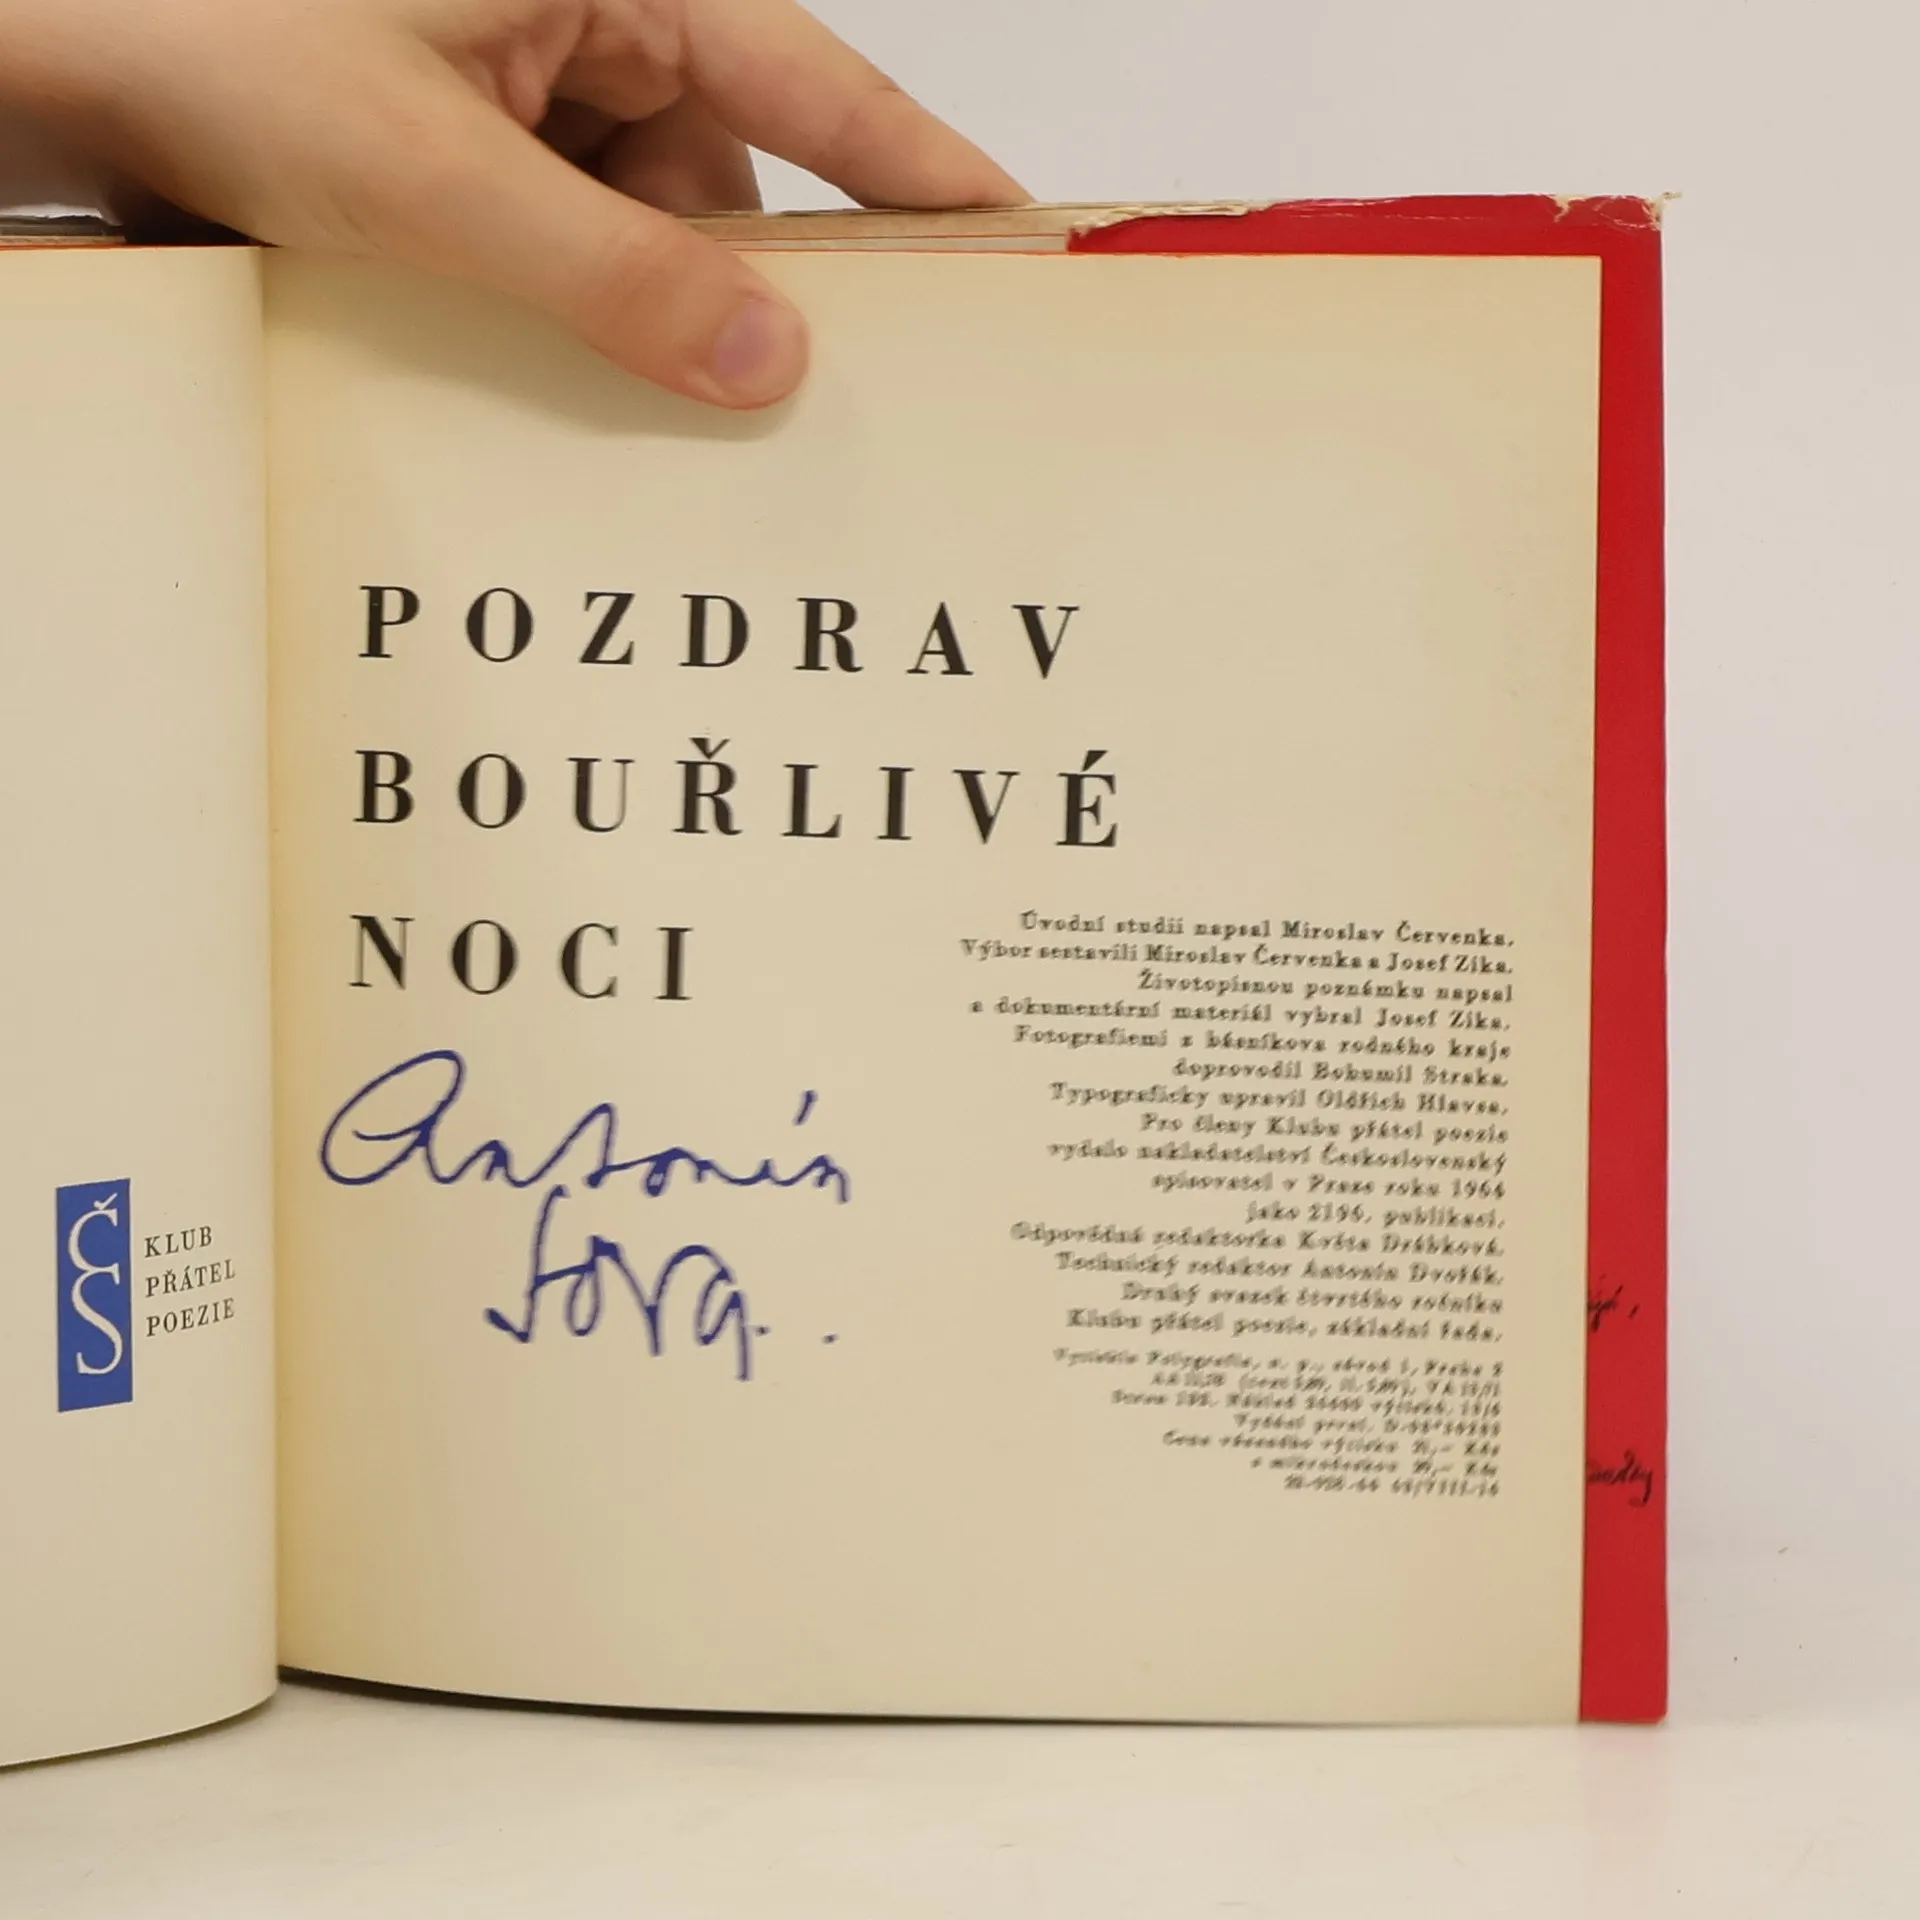 KLUB
PŘÁTEL
POEZIE
POZDRAV
BOUŘLIVÉ
NOCI
Antonín
Sova.
Úvodní studii napsal Miroslav Červenka.
Výbor sestavili Miroslav Červenka a Josef Zika.
Životopisnou poznámku napsal
a dokumentární materiál vybral Josef Zika.
Fotografiemi z básníkova rodného kraje
doprovodil Bohumil Straka.
Typograficky upravil Oldřich Hlavsa.
Pro členy Klubu přátel poezie
vydalo nakladatelství Československý
spisovatel v Praze roku 1964
jako 2196. publikaci.
Odpovědná redaktorka Květa Drábková.
Technický redaktor Antonín Dvořák.
Druhý svazek čtvrtého ročníku
Klubu přátel poezie, základní řada.